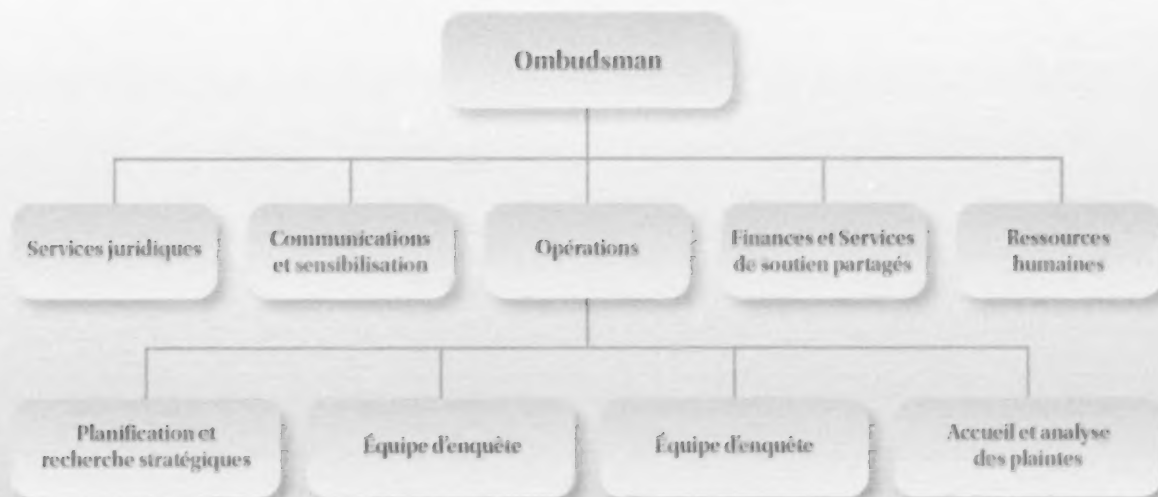 Ombudsman
Services juridiques
Communications
et sensibilisation
Opérations
Finances et Services
de soutien partagés
Ressources
humaines
Planification et
recherche stratégiques
Équipe d'enquête
Équipe d'enquête
Accueil et analyse
des plaintes